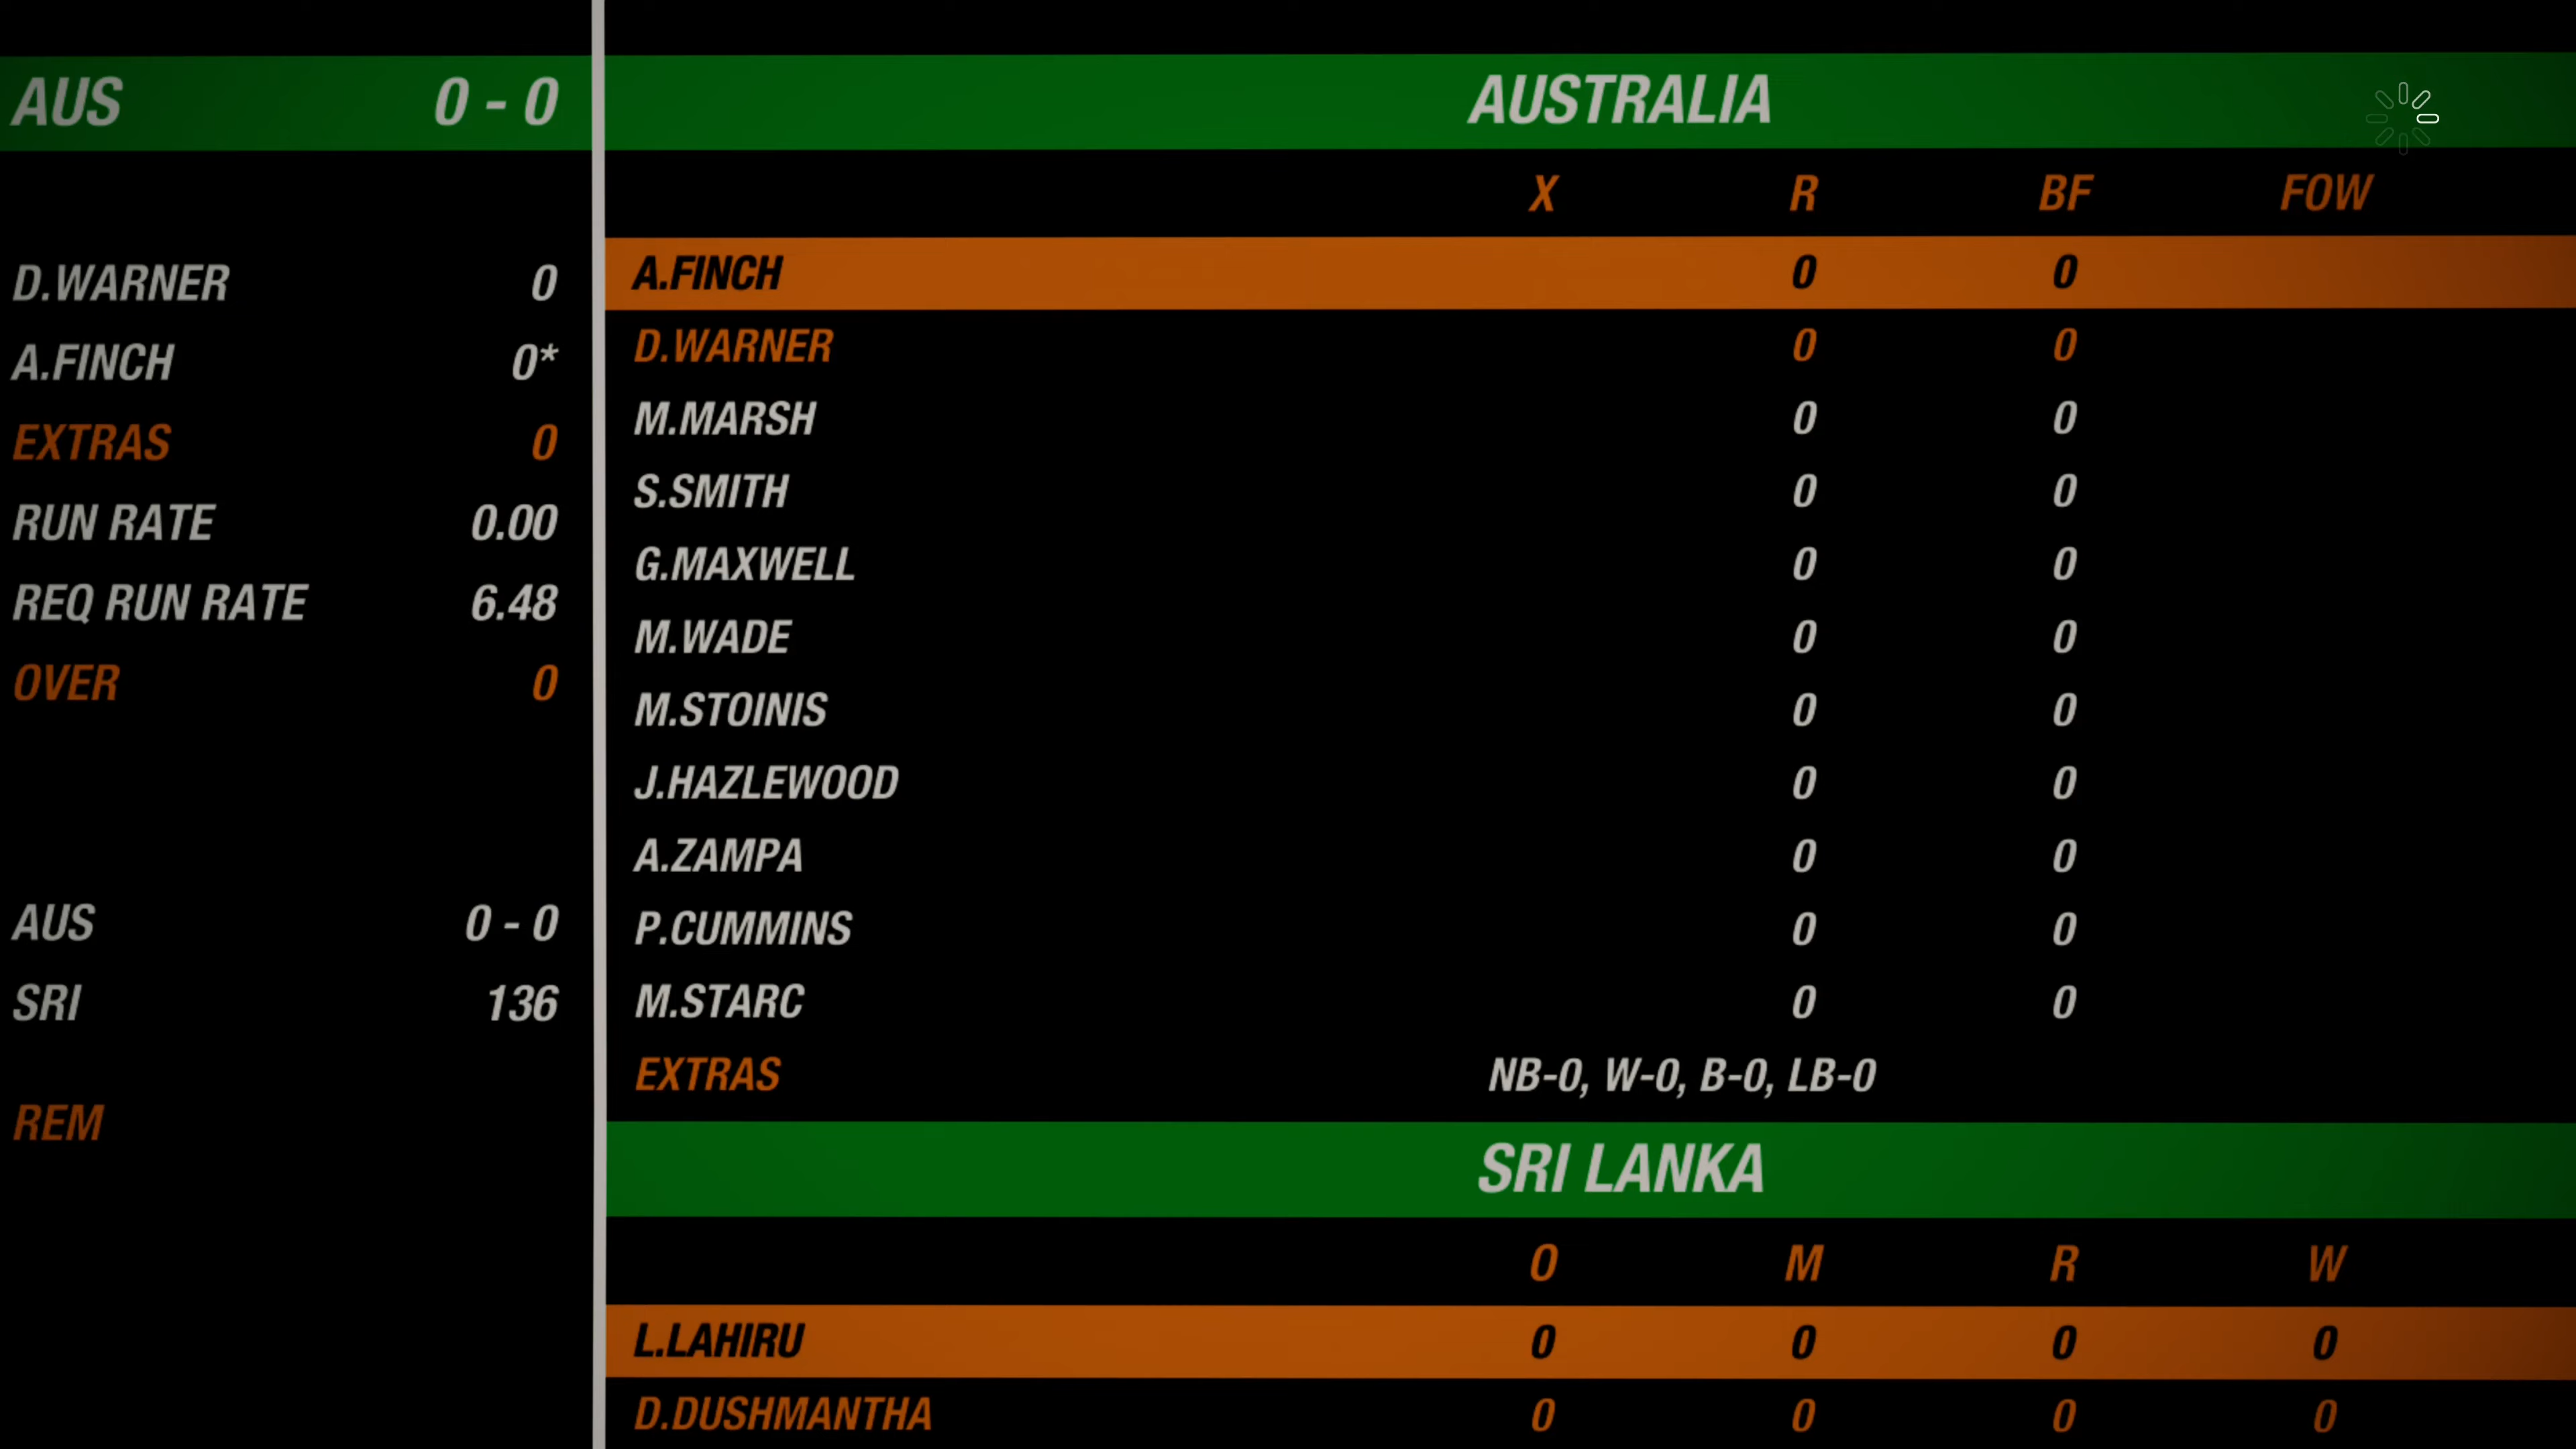 AUS 0 - 0
D.WARNER 0
A.FINCH 0*
EXTRAS 0
RUN RATE 0.00
REQ RUN RATE 6.48
OVER 0
AUS 0 - 0
SRI 136
REM
AUSTRALIA
X R BF FOW
A.FINCH 0 0
D.WARNER 0 0
M.MARSH 0 0
S.SMITH 0 0
G.MAXWELL 0 0
M.WADE 0 0
M.STOINIS 0 0
J.HAZLEWOOD 0 0
A.ZAMPA 0 0
P.CUMMINS 0 0
M.STARC 0 0
EXTRAS NB-0, W-0, B-0, LB-0
SRI LANKA
O M R W
L.LAHIRU 0 0 0 0
D.DUSHMANTHA 0 0 0 0